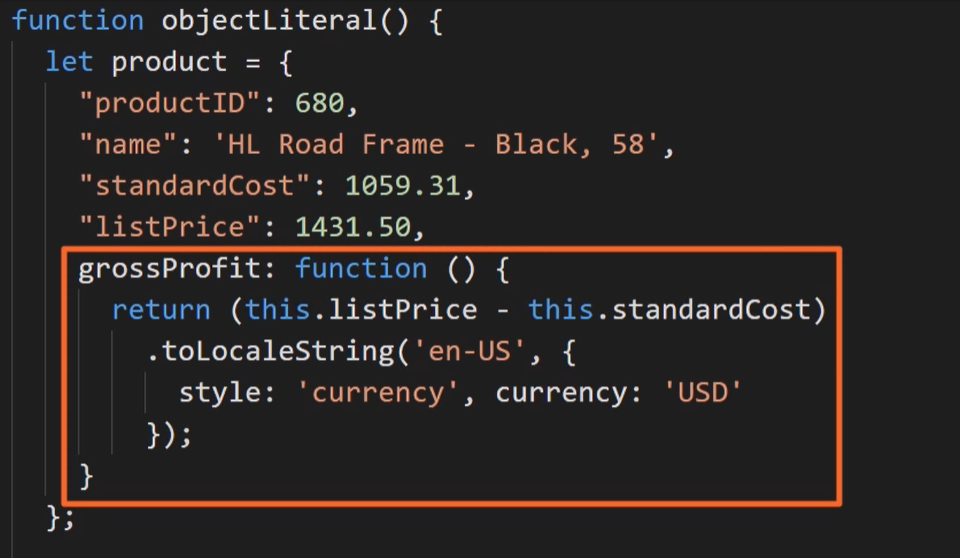 function objectLiteral() {
let product = {
"productID": 680,
"name": 'HL Road Frame - Black, 58',
"standardCost": 1059.31,
"listPrice": 1431.50,
grossProfit: function () {
return (this.listPrice - this.standardCost)
.toLocaleString('en-US', {
style: 'currency', currency: 'USD'
});
}
};